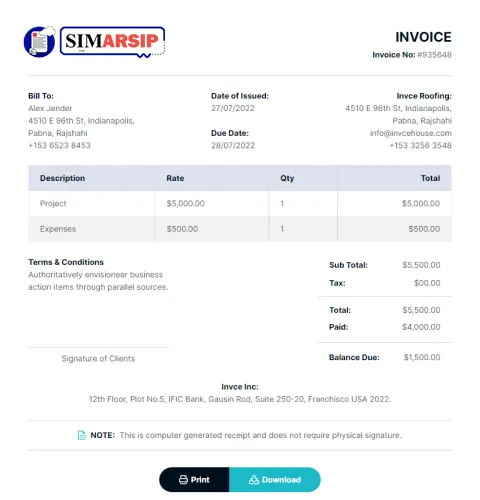 SIMARSIP
INVOICE
Invoice No: #935648
Bill To:
Alex Jender
4510 E 96th St, Indianapolis,
Pabna, Rajshahi
+153 6523 8453
Date of Issued:
27/07/2022
Due Date:
28/07/2022
Invce Roofing:
4510 E 96th St, Indianapolis,
Pabna, Rajshahi
info@invcehouse.com
+153 3256 3548
Description Rate Qty Total
Project $5,000.00 1 $5,000.00
Expenses $500.00 1 $500.00
Terms & Conditions
Authoritatively envisioneer business
action items through parallel sources.
Signature of Clients
Sub Total: $5,500.00
Tax: $00.00
Total: $5,500.00
Paid: $4,000.00
Balance Due: $1,500.00
Invce Inc:
12th Floor, Plot No.5, IFIC Bank, Gausin Rod, Suite 250-20, Franchisco USA 2022.
NOTE: This is computer generated receipt and does not require physical signature.
Print
Download